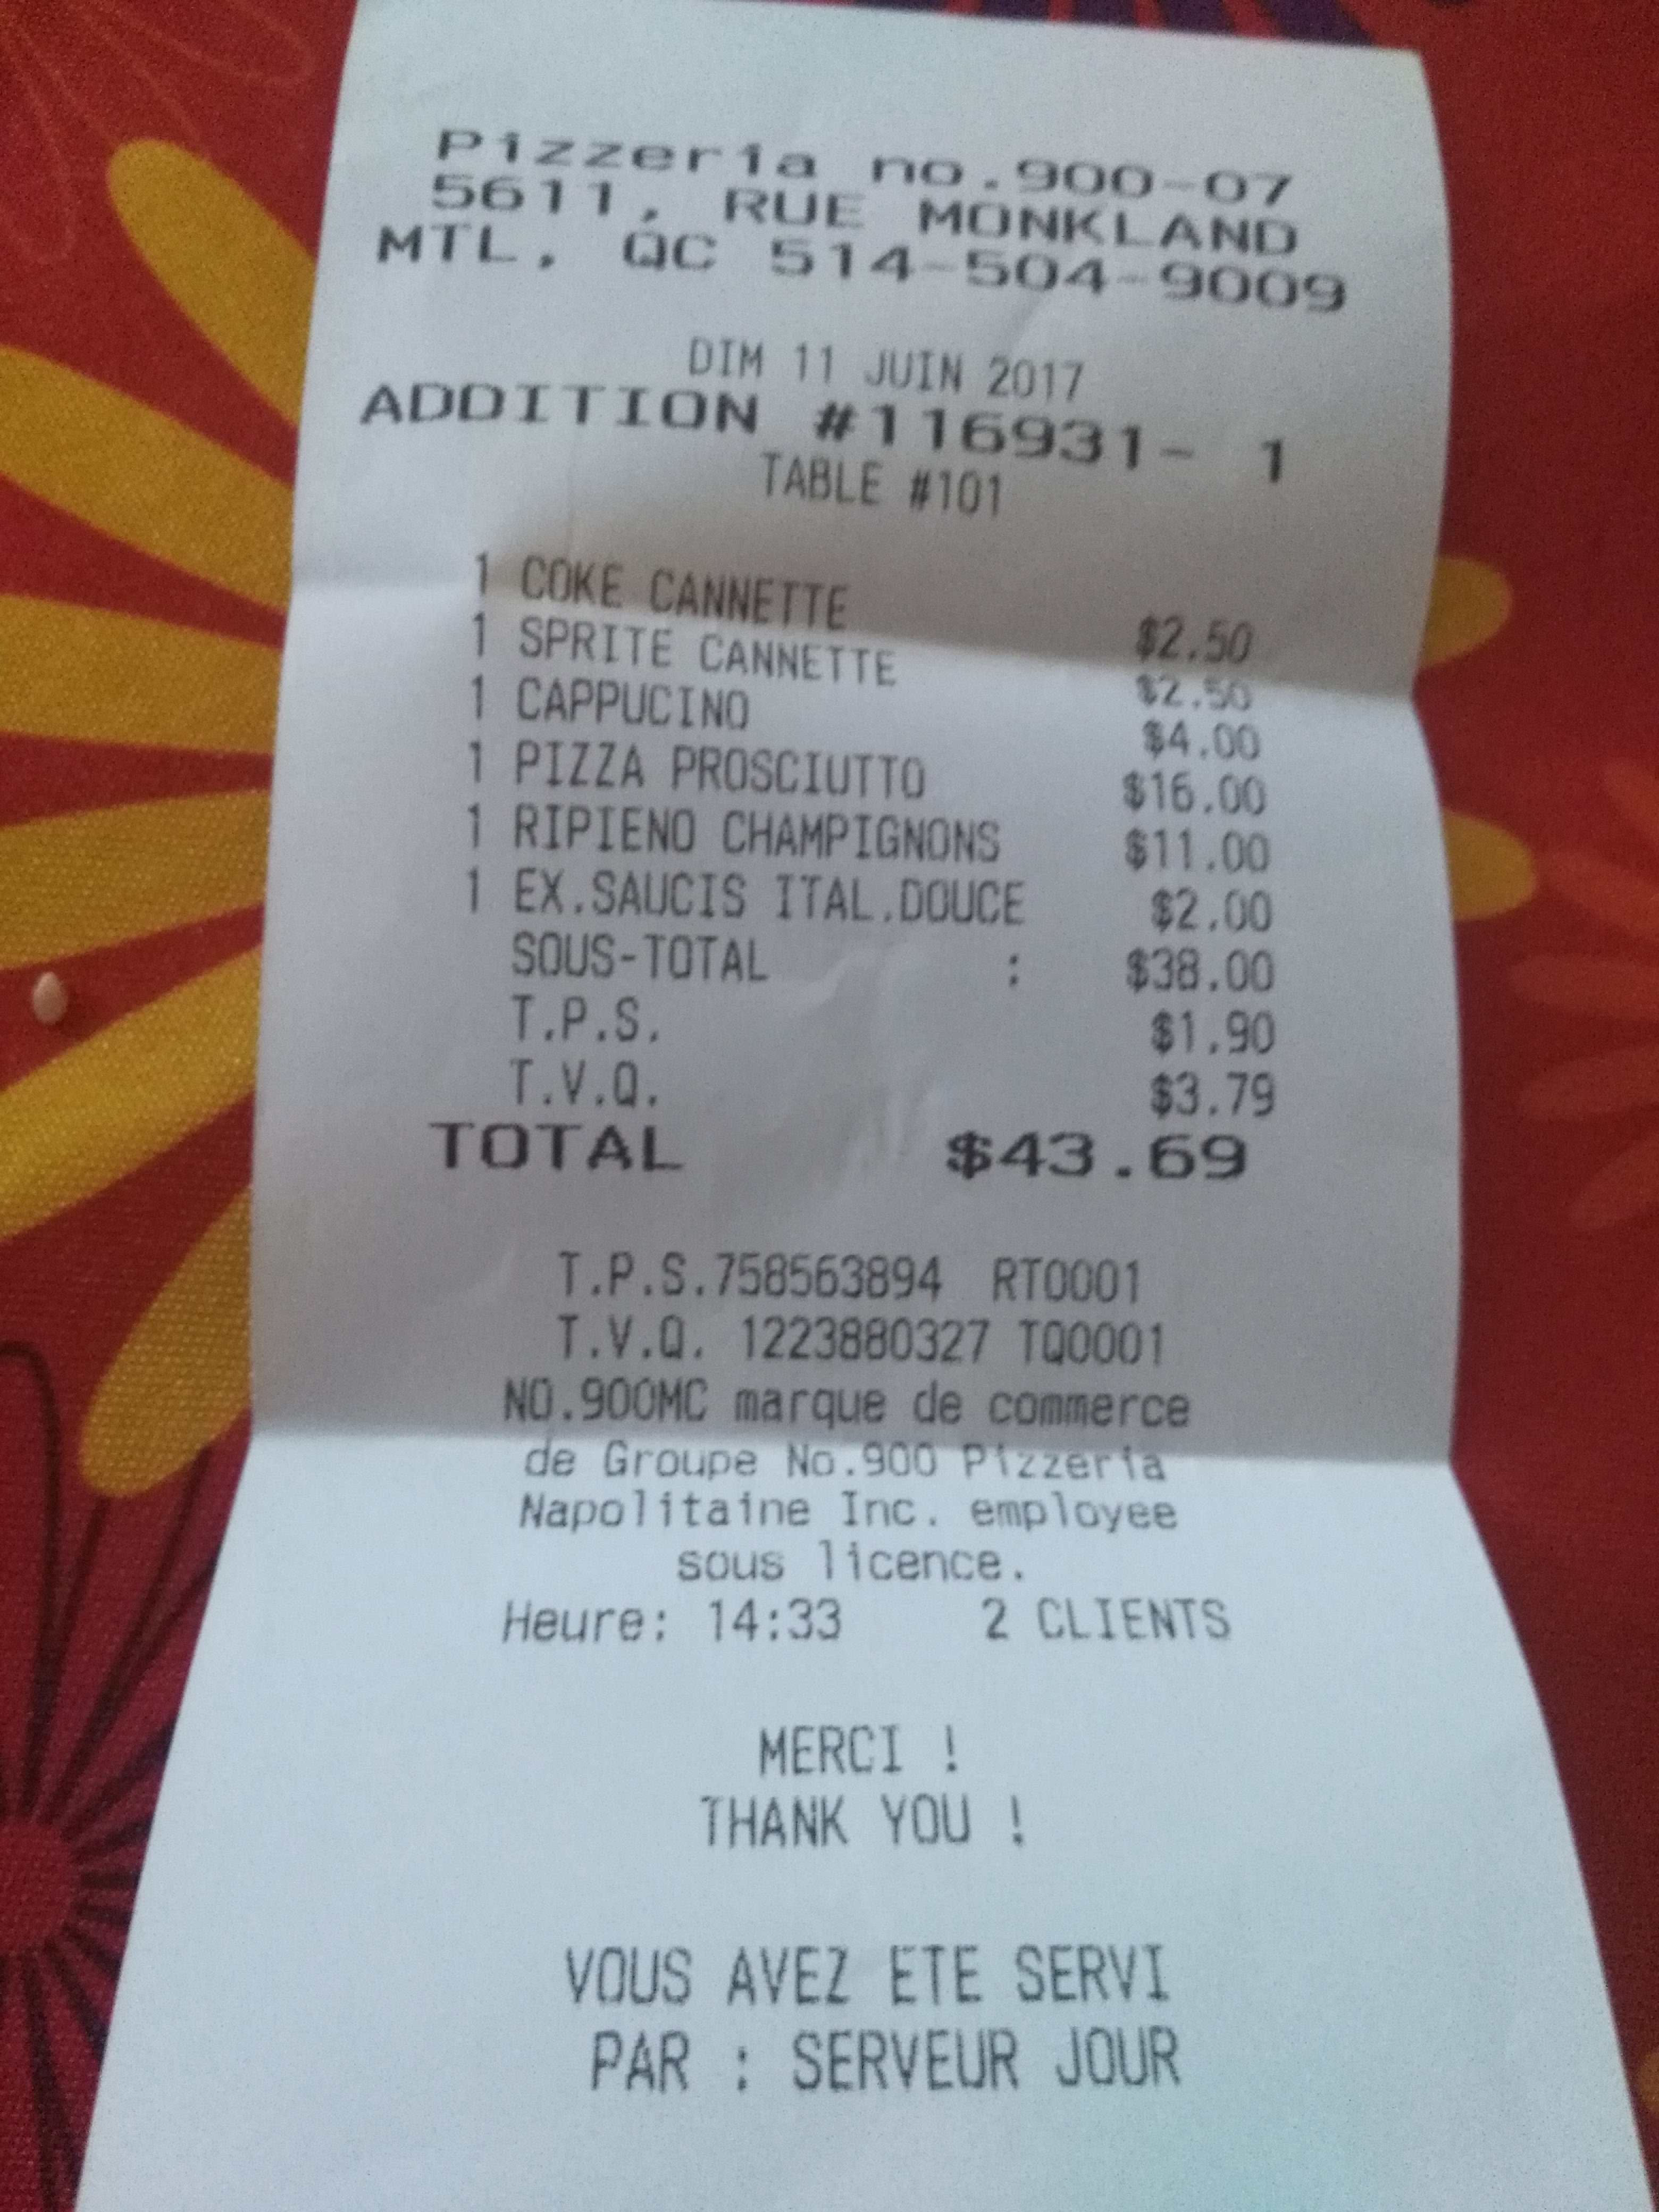 Pizzeria no.900-07
5611, RUE MONKLAND
MTL, QC 514-504-9009
DIM 11 JUIN 2017
ADDITION #116931- 1
TABLE #101
1 COKE CANNETTE $2.50
1 SPRITE CANNETTE $2.50
1 CAPPUCINO $4.00
1 PIZZA PROSCIUTTO $16.00
1 RIPIENO CHAMPIGNONS $11.00
1 EX.SAUCIS ITAL.DOUCE $2.00
SOUS-TOTAL : $38.00
T.P.S. $1.90
T.V.Q. $3.79
TOTAL $43.69
T.P.S.758563894 RT0001
T.V.Q. 1223880327 TQ0001
NO.900MC marque de commerce
de Groupe No.900 Pizzeria
Napolitaine Inc. employee
sous licence.
Heure: 14:33 2 CLIENTS
MERCI !
THANK YOU !
VOUS AVEZ ETE SERVI
PAR : SERVEUR JOUR